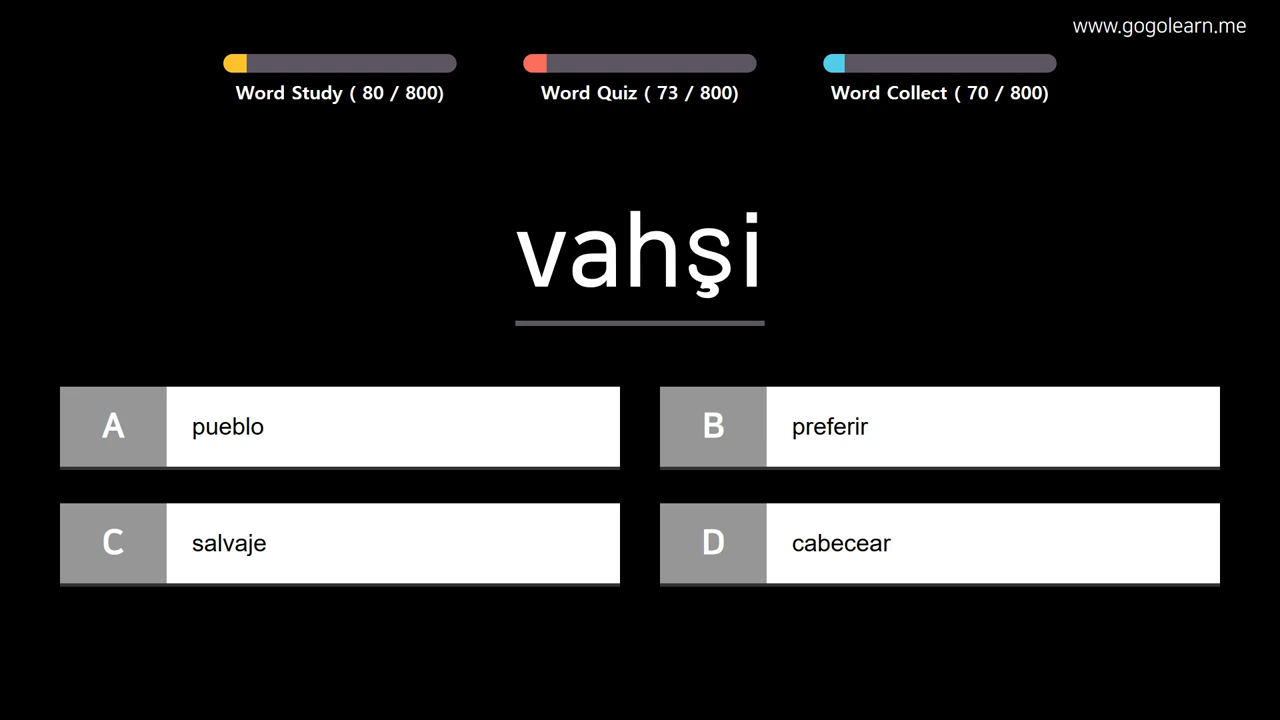 www.gogolearn.me
Word Study ( 80 / 800)
Word Quiz ( 73 / 800)
Word Collect ( 70 / 800)
vahşi
A pueblo
B preferir
C salvaje
D cabecear